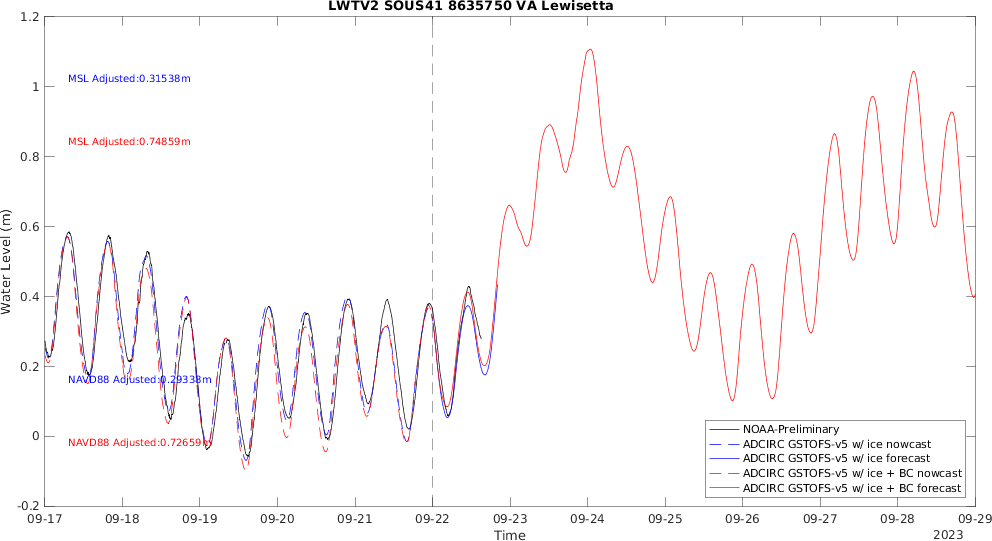 LWTV2 SOUS41 8635750 VA Lewisetta
1.2
1
0.8
0.6
0.4
0.2
0
-0.2
Water Level (m)
MSL Adjusted:0.31538m
MSL Adjusted:0.74859m
NAVD88 Adjusted:0.29333m
NAVD88 Adjusted:0.72659m
NOAA-Preliminary
ADCIRC GSTOFS-v5 w/ ice nowcast
ADCIRC GSTOFS-v5 w/ ice forecast
ADCIRC GSTOFS-v5 w/ ice + BC nowcast
ADCIRC GSTOFS-v5 w/ ice + BC forecast
09-17 09-18 09-19 09-20 09-21 09-22 09-23 09-24 09-25 09-26 09-27 09-28 09-29
Time
2023